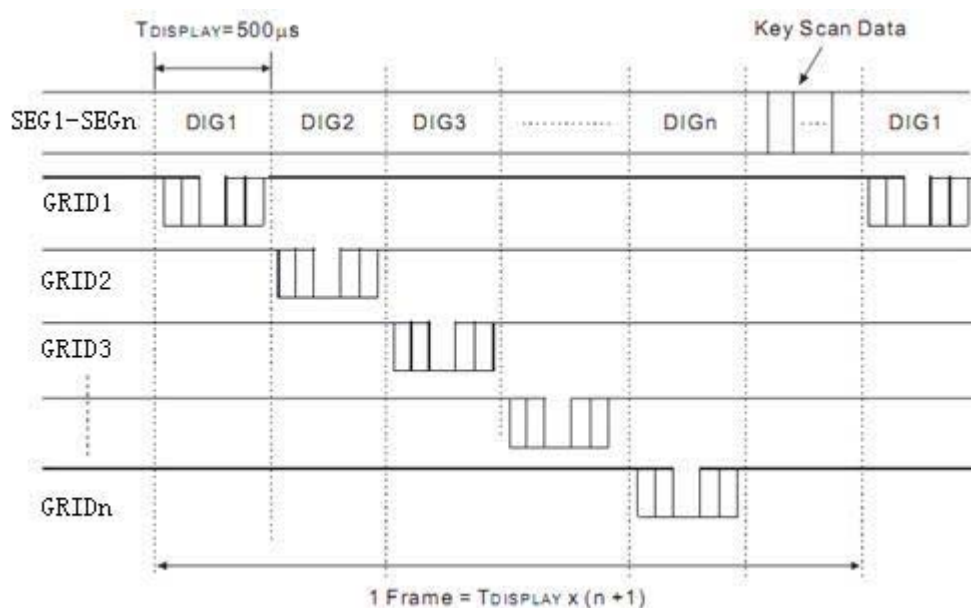 TDISPLAY=500µs
Key Scan Data
SEG1-SEGn DIG1 DIG2 DIG3 ............... DIGn ..... DIG1
GRID1
GRID2
GRID3
GRIDn
1 Frame = TDISPLAY x (n +1)